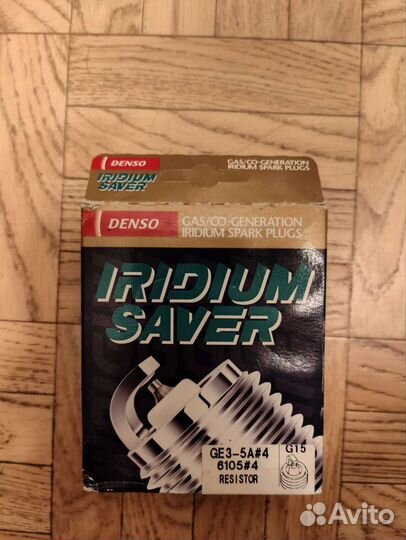 DENSO
GAS/CO-GENERATION
IRIDIUM SPARK PLUGS
IRIDIUM
SAVER
DENSO
GAS/CO-GENERATION
IRIDIUM SPARK PLUGS
IRIDIUM
SAVER
GE3-5A#4
G15
6105#4
RESISTOR
Avito